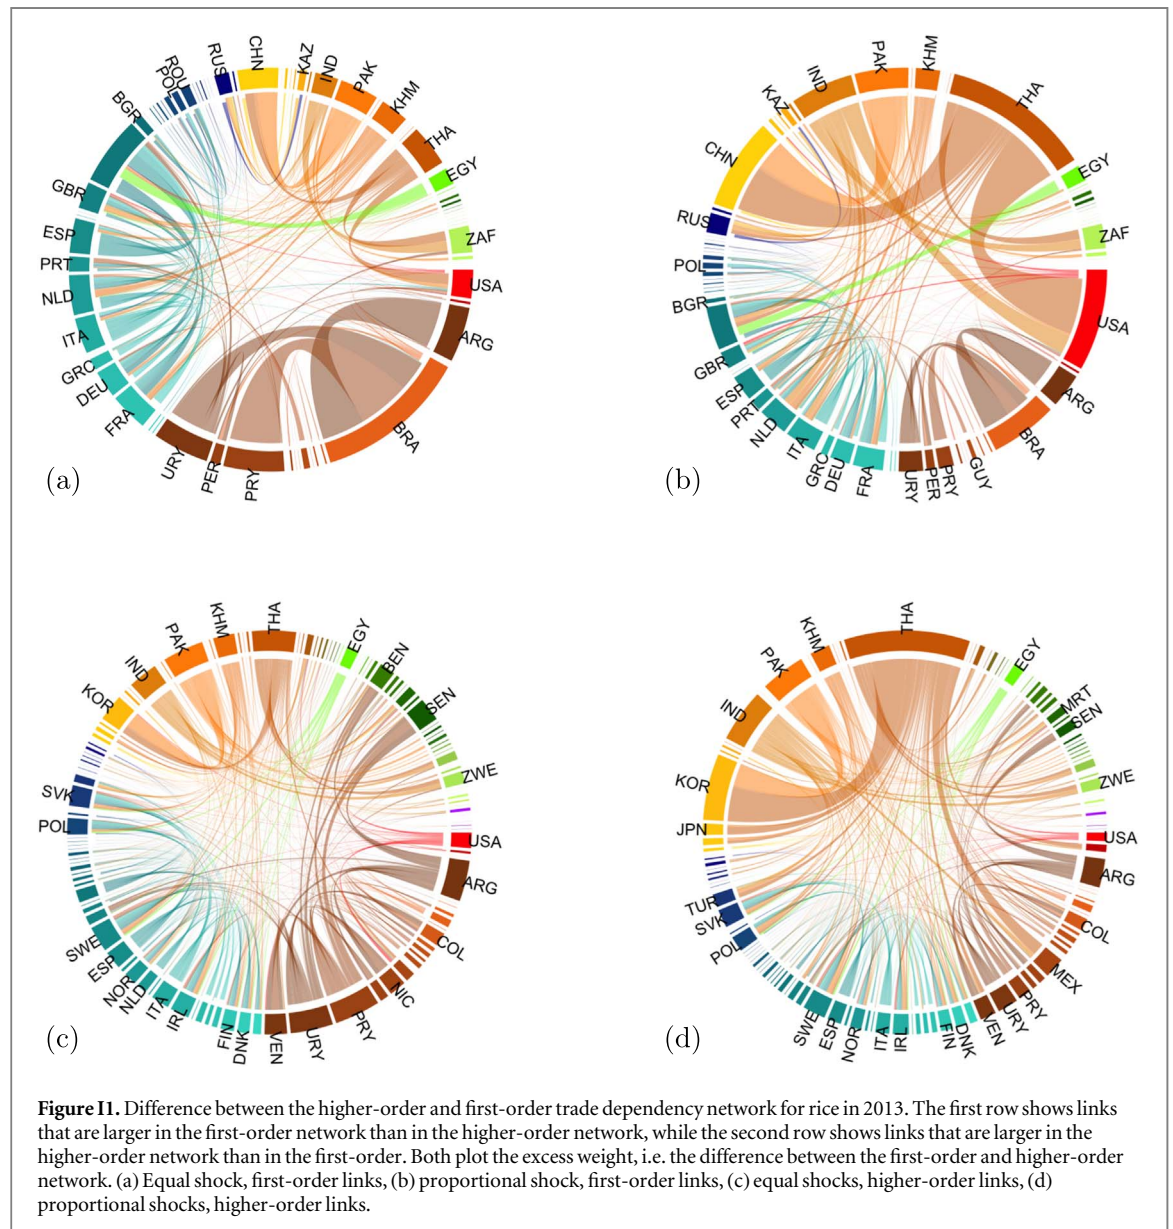 RUS CHN KAZ IND PAK KHM THA EGY ZAF USA ARG BRA PRY PER URY FRA DEU GRC ITA NLD PRT ESP GBR BGR POL ROU
(a)
CHN KAZ IND PAK KHM THA EGY ZAF USA ARG BRA GUY PRY PER URY FRA DEU GRC ITA NLD PRT ESP GBR BGR POL RUS
(b)
KOR IND PAK KHM THA EGY BEN SEN ZWE USA ARG COL NIC PRY URY VEN DNK FIN IRL ITA NLD NOR ESP SWE POL SVK
(c)
KOR IND PAK KHM THA EGY MRT SEN ZWE USA ARG COL MEX PRY URY VEN DNK FIN IRL ITA NOR ESP SWE POL SVK TUR JPN
(d)
Figure I1. Difference between the higher-order and first-order trade dependency network for rice in 2013. The first row shows links
that are larger in the first-order network than in the higher-order network, while the second row shows links that are larger in the
higher-order network than in the first-order. Both plot the excess weight, i.e. the difference between the first-order and higher-order
network. (a) Equal shock, first-order links, (b) proportional shock, first-order links, (c) equal shocks, higher-order links, (d)
proportional shocks, higher-order links.